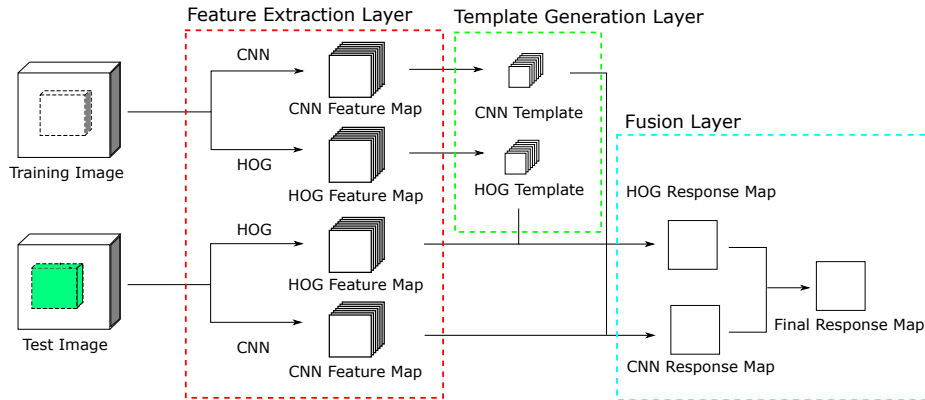 Feature Extraction Layer
Template Generation Layer
CNN
CNN Feature Map
CNN Template
Training Image
HOG
HOG Feature Map
HOG Template
Fusion Layer
HOG Response Map
HOG
HOG Feature Map
Test Image
CNN
CNN Feature Map
Final Response Map
CNN Response Map